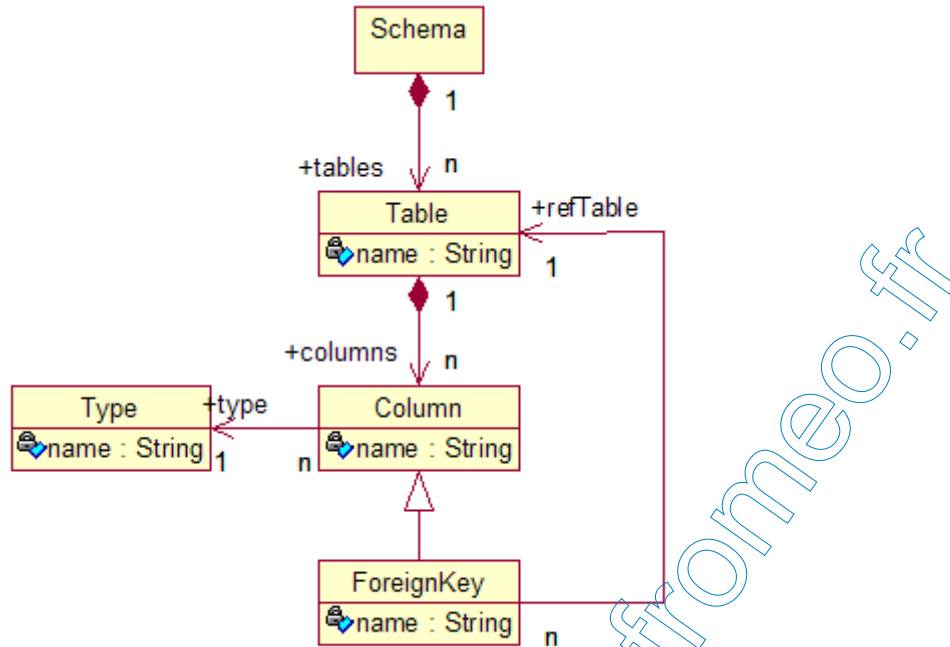 Schema
1
+tables
n
Table
+refTable
name : String
1
1
+columns
n
Type
+type
Column
name : String
1
n
name : String
ForeignKey
name : String
n
fromeo.fr